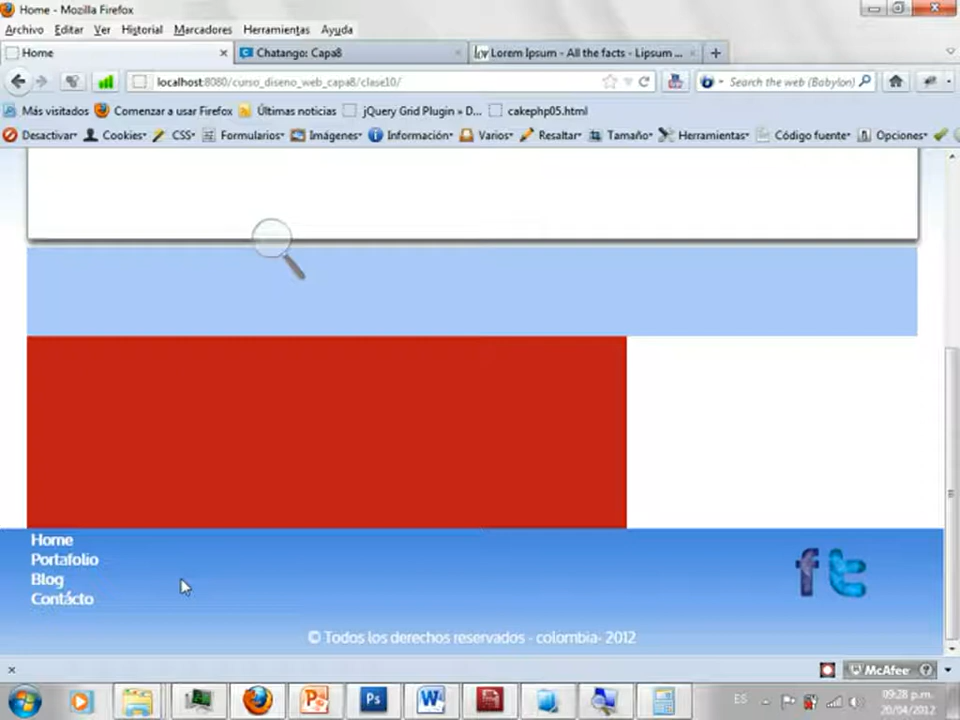 Home - Mozilla Firefox
Archivo Editar Ver Historial Marcadores Herramientas Ayuda
Home × Chatango: Capa8 × Lorem Ipsum - All the facts - Lipsum ... × +
localhost:8080/curso_diseno_web_capa8/clase10/ Search the web (Babylon)
Más visitados Comenzar a usar Firefox Últimas noticias jQuery Grid Plugin » D... cakephp05.html
Desactivar Cookies CSS Formularios Imágenes Información Varios Resaltar Tamaño Herramientas Código fuente Opciones
Home
Portafolio
Blog
Contácto
f t
© Todos los derechos reservados - colombia- 2012
× McAfee
ES 09:28 p.m.
20/04/2012